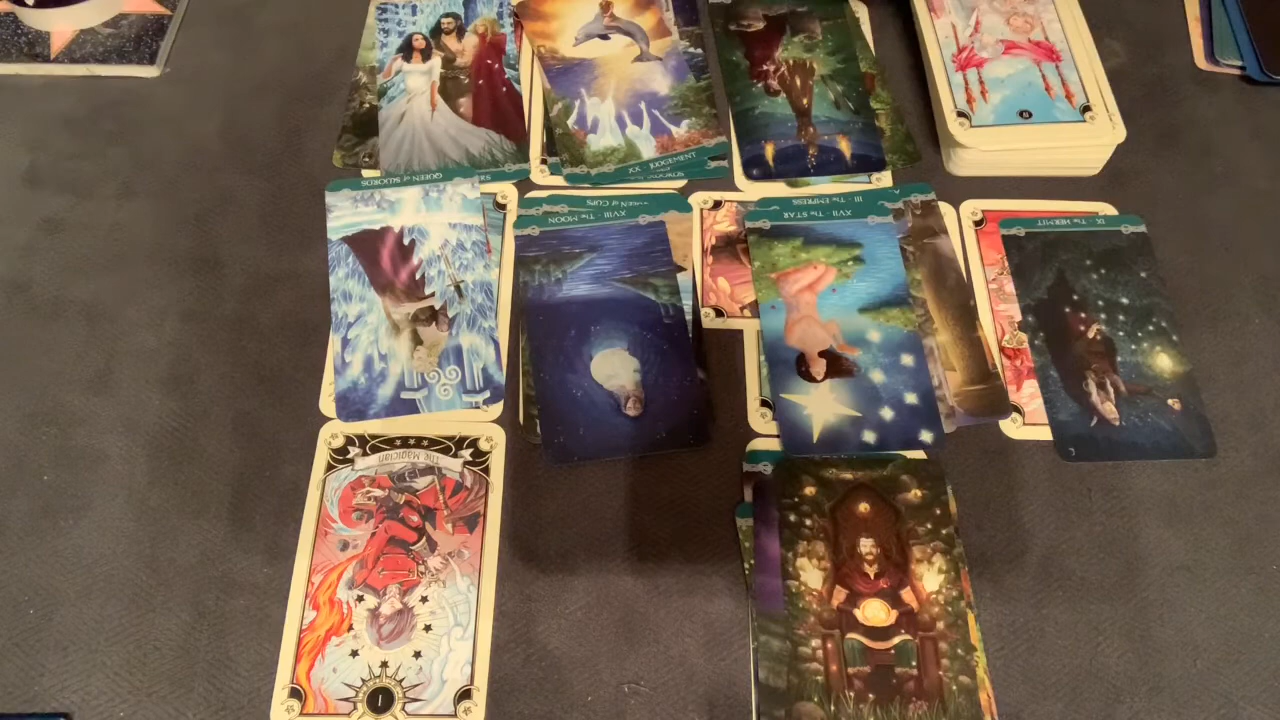 JUDGEMENT · XX
IV
QUEEN of SWORDS
QUEEN of CUPS
XVIII · The MOON
III · The EMPRESS
XVII · The STAR
IX · The HERMIT
The Magician
I